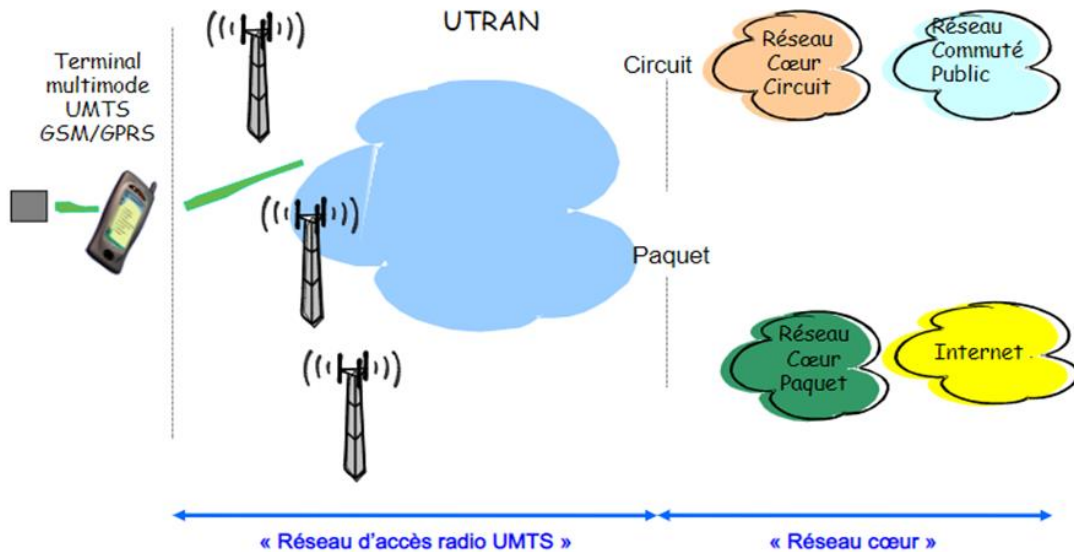 UTRAN
Terminal
multimode
UMTS
GSM/GPRS
Circuit
Réseau
Cœur
Circuit
Réseau
Commuté
Public
Paquet
Réseau
Cœur
Paquet
Internet .
« Réseau d'accès radio UMTS »
« Réseau cœur »